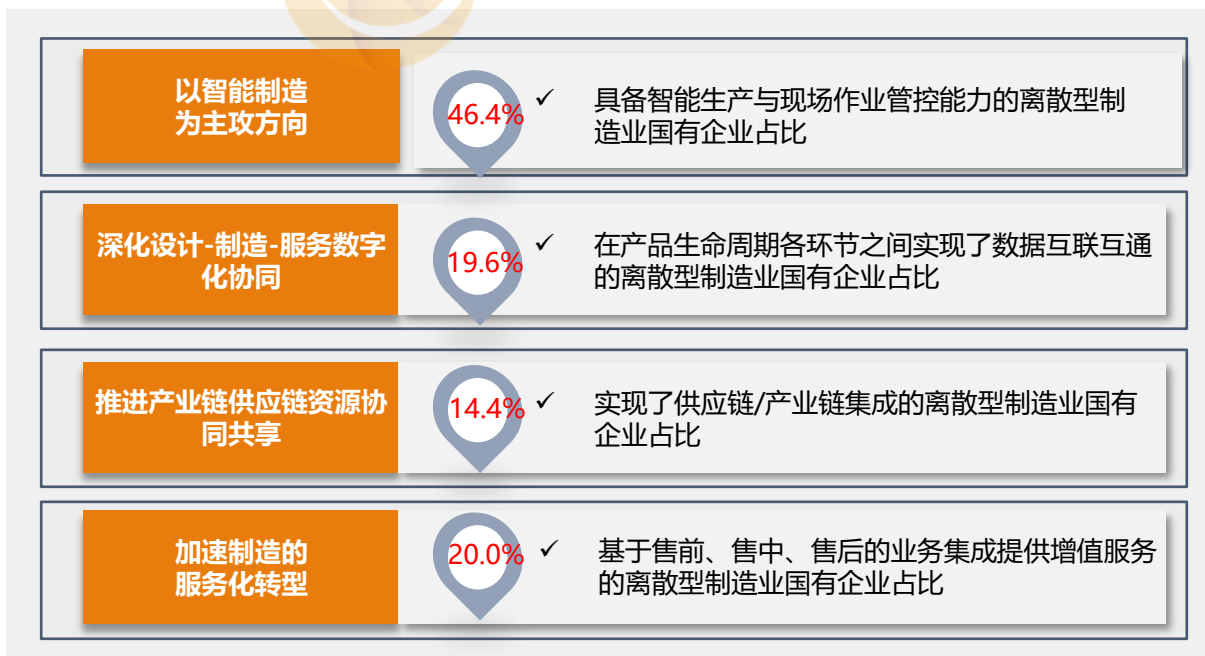 以智能制造
为主攻方向
46.4%
✓ 具备智能生产与现场作业管控能力的离散型制
造业国有企业占比
深化设计-制造-服务数字
化协同
19.6%
✓ 在产品生命周期各环节之间实现了数据互联互通
的离散型制造业国有企业占比
推进产业链供应链资源协
同共享
14.4%
✓ 实现了供应链/产业链集成的离散型制造业国有
企业占比
加速制造的
服务化转型
20.0%
✓ 基于售前、售中、售后的业务集成提供增值服务
的离散型制造业国有企业占比